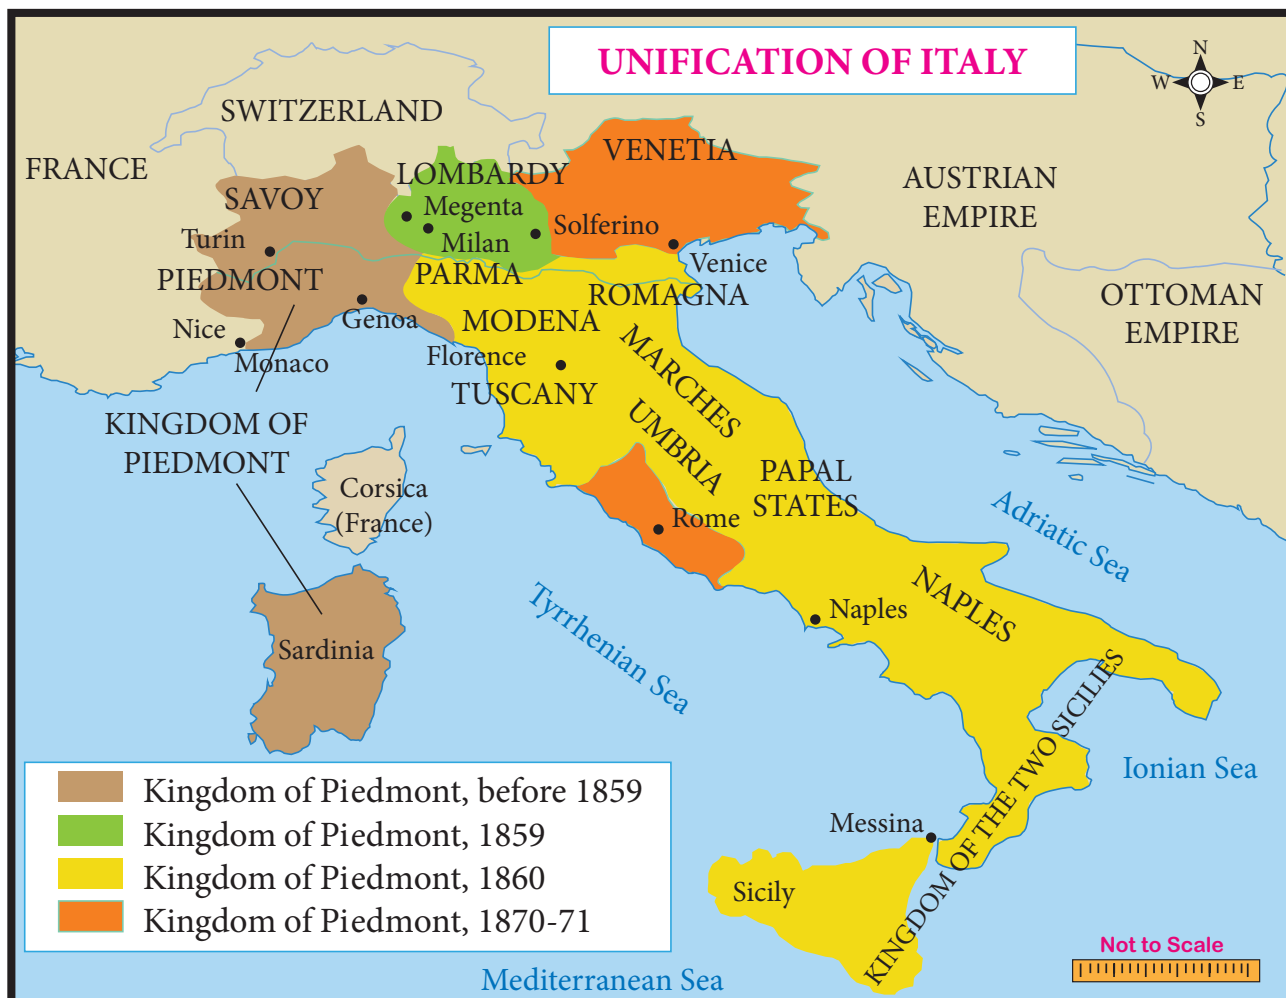 UNIFICATION OF ITALY
N
W
E
S
SWITZERLAND
FRANCE
SAVOY
LOMBARDY
VENETIA
AUSTRIAN
EMPIRE
Megenta
Turin
Milan
Solferino
Venice
PIEDMONT
PARMA
ROMAGNA
OTTOMAN
EMPIRE
Nice
Genoa
MODENA
Monaco
Florence
TUSCANY
MARCHES
UMBRIA
KINGDOM OF
PIEDMONT
PAPAL
STATES
Corsica
(France)
Rome
Adriatic Sea
Tyrrhenian Sea
Naples
NAPLES
Sardinia
KINGDOM OF THE TWO SICILIES
Ionian Sea
Messina
Sicily
Kingdom of Piedmont, before 1859
Kingdom of Piedmont, 1859
Kingdom of Piedmont, 1860
Kingdom of Piedmont, 1870-71
Not to Scale
Mediterranean Sea